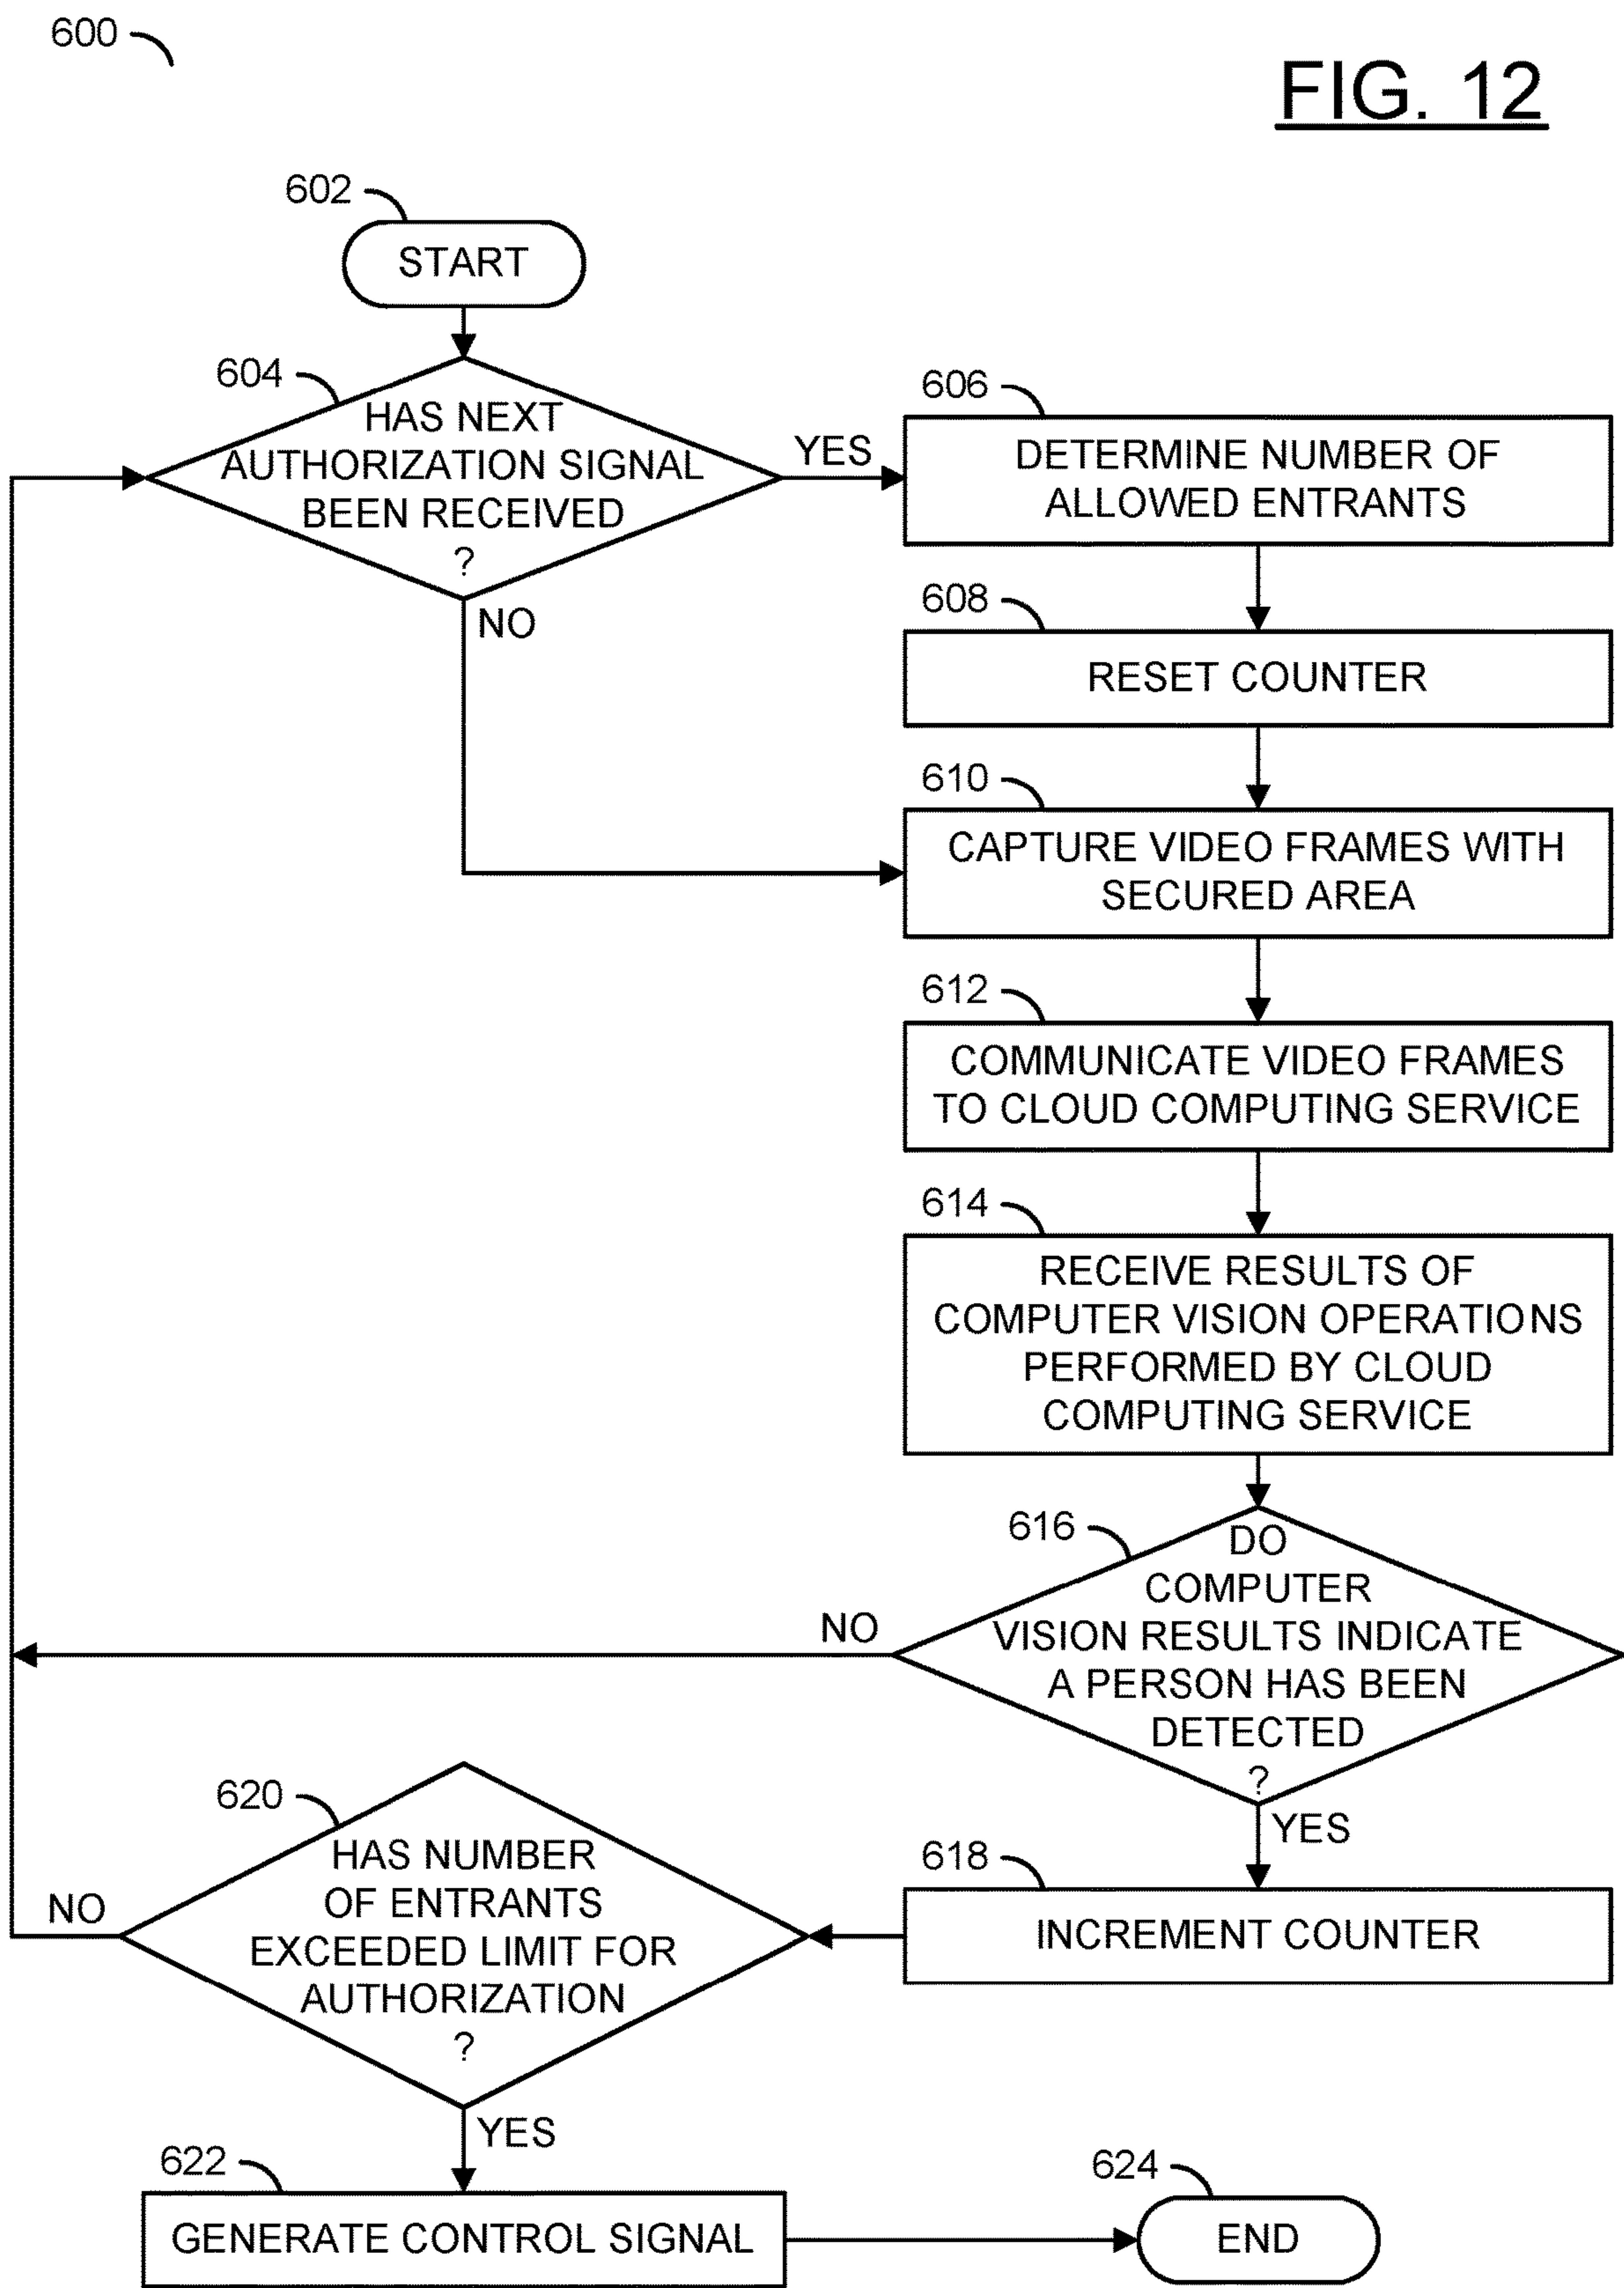 600
FIG. 12
602
START
604
HAS NEXT
AUTHORIZATION SIGNAL
BEEN RECEIVED
?
YES
NO
606
DETERMINE NUMBER OF
ALLOWED ENTRANTS
608
RESET COUNTER
610
CAPTURE VIDEO FRAMES WITH
SECURED AREA
612
COMMUNICATE VIDEO FRAMES
TO CLOUD COMPUTING SERVICE
614
RECEIVE RESULTS OF
COMPUTER VISION OPERATIONS
PERFORMED BY CLOUD
COMPUTING SERVICE
616
DO
COMPUTER
VISION RESULTS INDICATE
A PERSON HAS BEEN
DETECTED
?
NO
YES
618
INCREMENT COUNTER
620
HAS NUMBER
OF ENTRANTS
EXCEEDED LIMIT FOR
AUTHORIZATION
?
NO
YES
622
GENERATE CONTROL SIGNAL
624
END